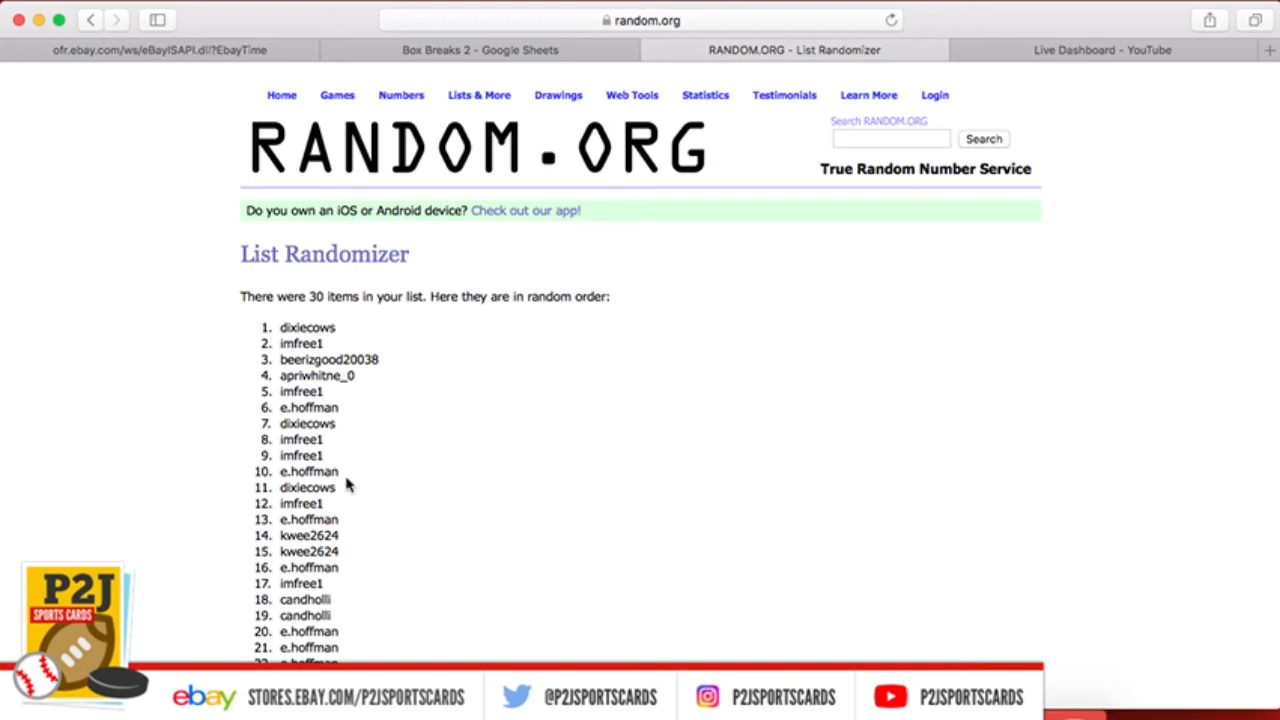 random.org
ofr.ebay.com/ws/eBayISAPI.dll?EbayTime
Box Breaks 2 - Google Sheets
RANDOM.ORG - List Randomizer
Live Dashboard - YouTube
Home Games Numbers Lists & More Drawings Web Tools Statistics Testimonials Learn More Login
RANDOM.ORG
Search RANDOM.ORG
Search
True Random Number Service
Do you own an iOS or Android device? Check out our app!
List Randomizer
There were 30 items in your list. Here they are in random order:
1. dixiecows
2. imfree1
3. beerizgood20038
4. apriwhitne_0
5. imfree1
6. e.hoffman
7. dixiecows
8. imfree1
9. imfree1
10. e.hoffman
11. dixiecows
12. imfree1
13. e.hoffman
14. kwee2624
15. kwee2624
16. e.hoffman
17. imfree1
18. candholli
19. candholli
20. e.hoffman
21. e.hoffman
P2J
SPORTS CARDS
ebay STORES.EBAY.COM/P2JSPORTSCARDS
@P2JSPORTSCARDS
P2JSPORTSCARDS
P2JSPORTSCARDS